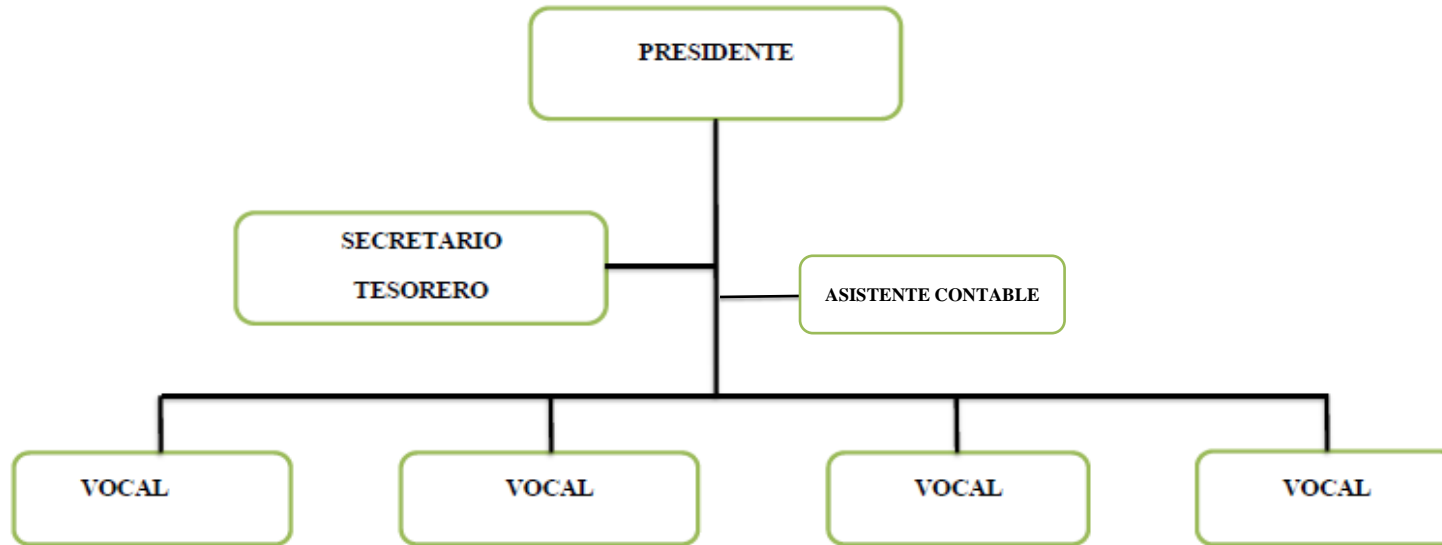 PRESIDENTE
SECRETARIO
TESORERO
ASISTENTE CONTABLE
VOCAL
VOCAL
VOCAL
VOCAL